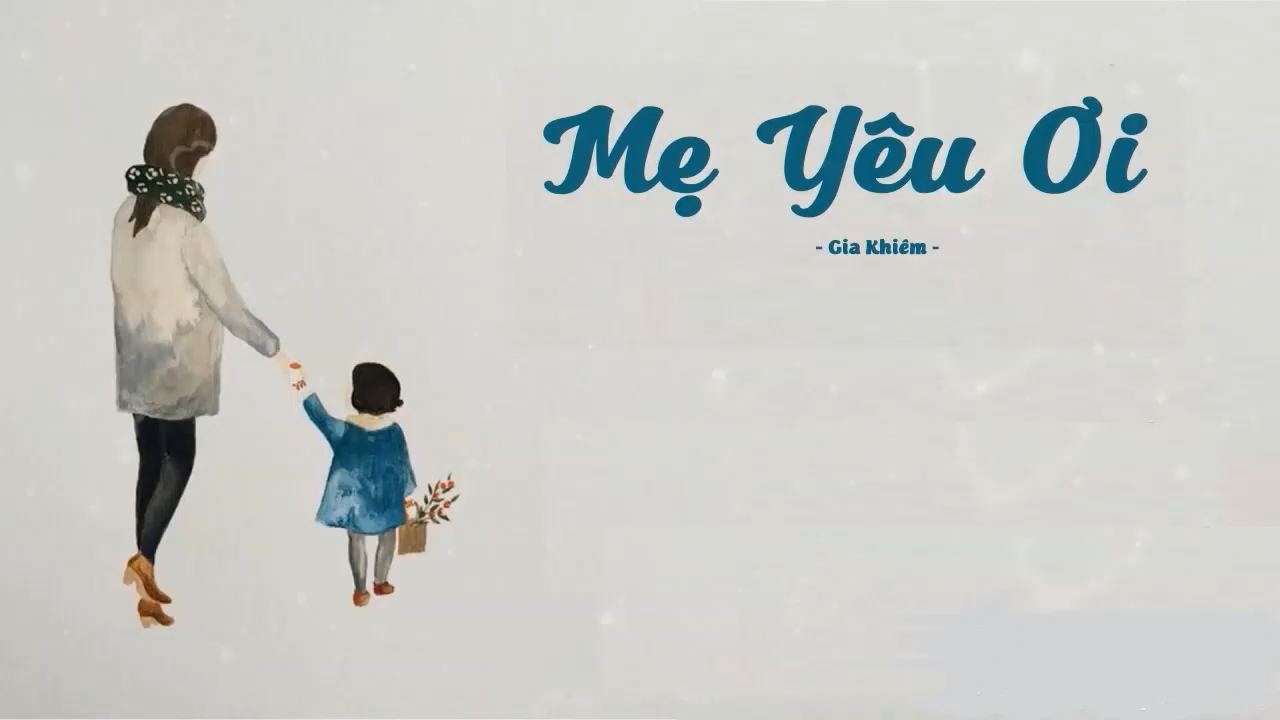 Mẹ Yêu Ơi
- Gia Khiêm -